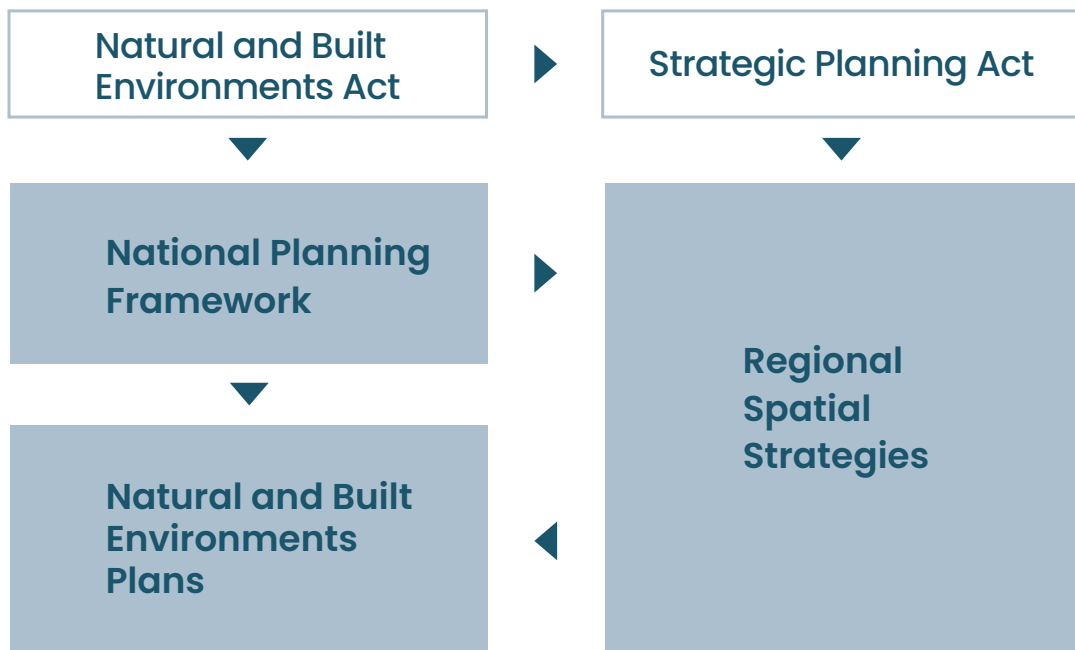 Natural and Built
Environments Act
Strategic Planning Act
National Planning
Framework
Regional
Spatial
Strategies
Natural and Built
Environments
Plans